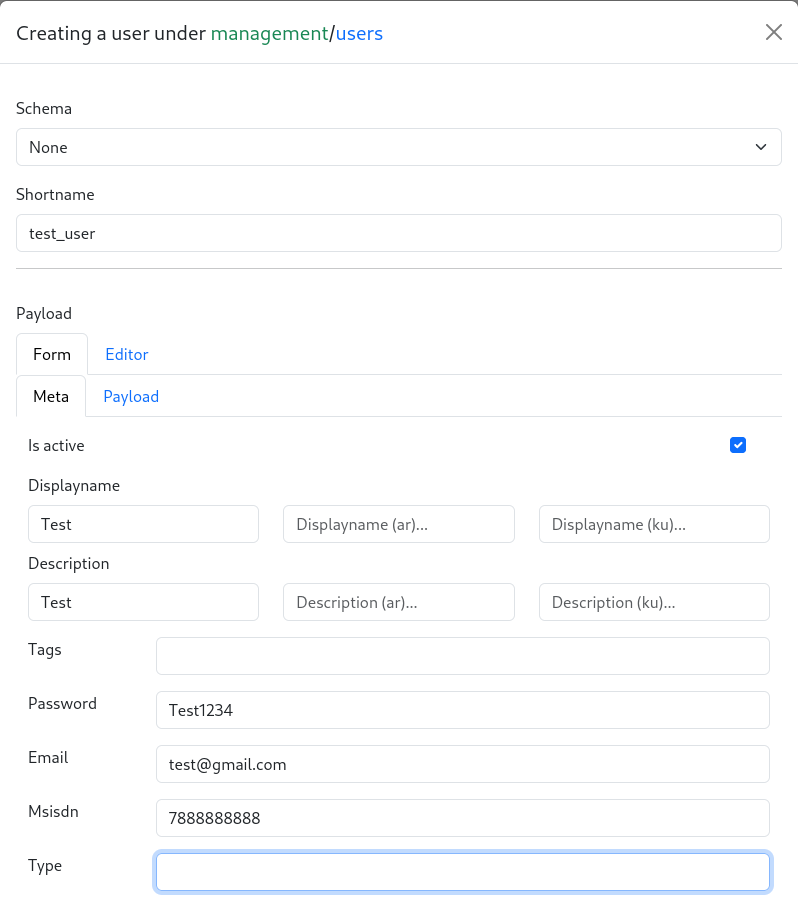 Creating a user under management/users
Schema
None
Shortname
test_user
Payload
Form Editor
Meta Payload
Is active
Displayname
Test Displayname (ar)... Displayname (ku)...
Description
Test Description (ar)... Description (ku)...
Tags
Password Test1234
Email test@gmail.com
Msisdn 7888888888
Type